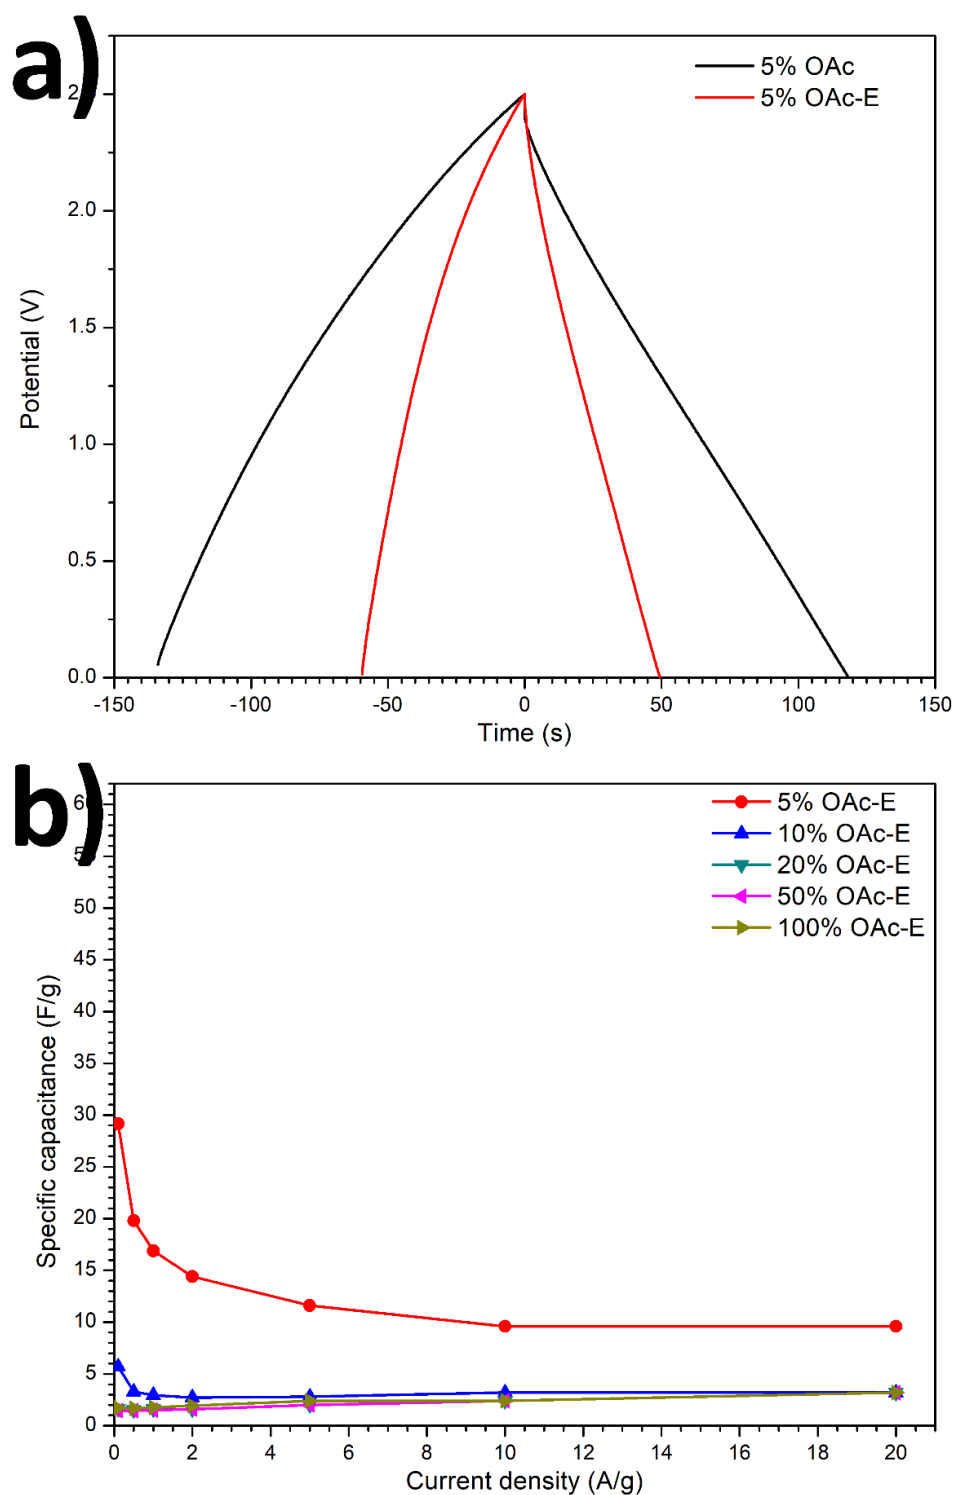 a)
5% OAc
5% OAc-E
2.0
1.5
1.0
0.5
0.0
Potential (V)
-150 -100 -50 0 50 100 150
Time (s)
b)
5% OAc-E
10% OAc-E
20% OAc-E
50% OAc-E
100% OAc-E
50
45
40
35
30
25
20
15
10
5
0
Specific capacitance (F/g)
0 2 4 6 8 10 12 14 16 18 20
Current density (A/g)